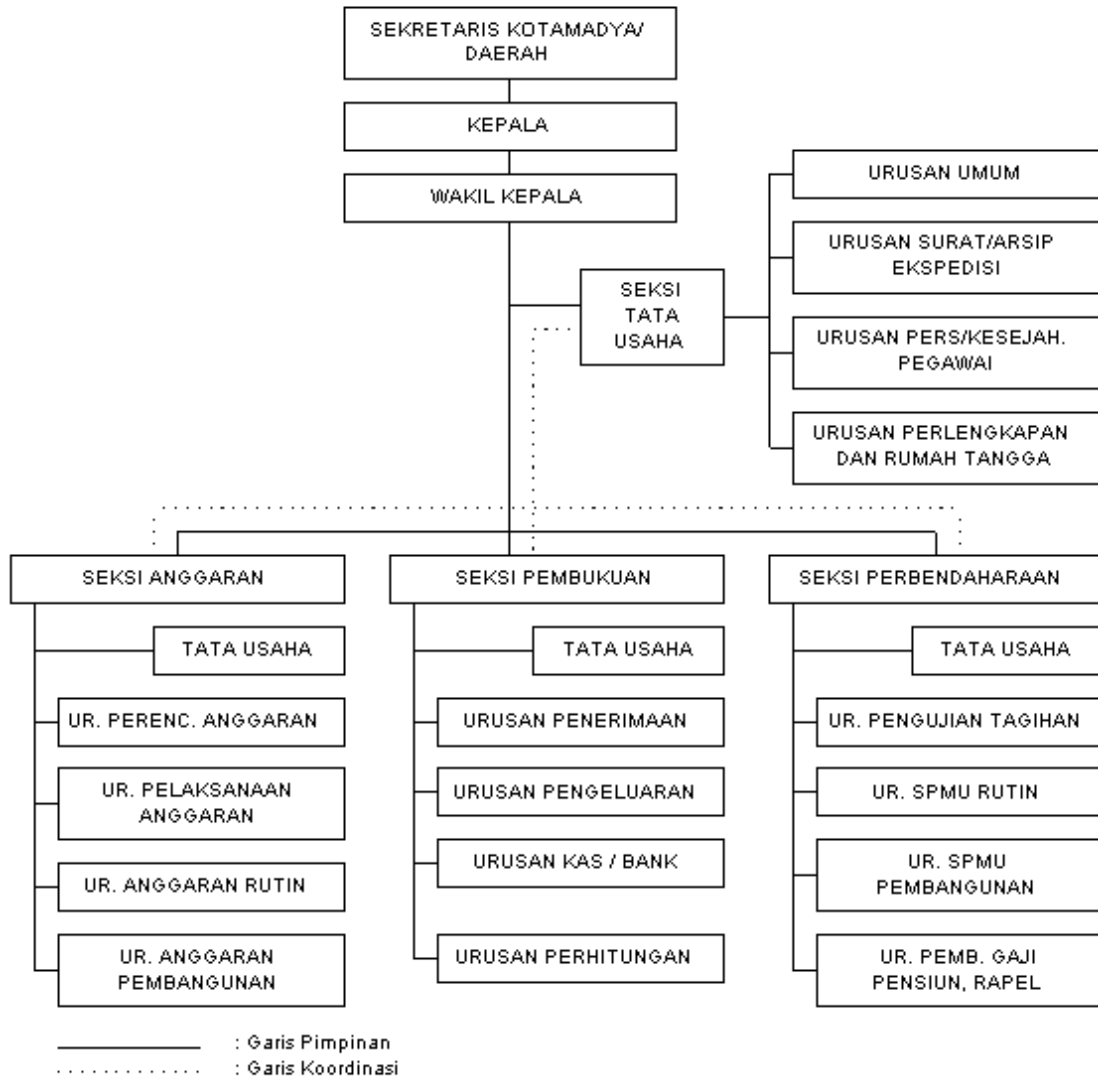 SEKRETARIS KOTAMADYA/
DAERAH
KEPALA
WAKIL KEPALA
URUSAN UMUM
URUSAN SURAT/ARSIP
EKSPEDISI
SEKSI
TATA
USAHA
URUSAN PERS/KESEJAH.
PEGAWAI
URUSAN PERLENGKAPAN
DAN RUMAH TANGGA
SEKSI ANGGARAN
TATA USAHA
UR. PERENC. ANGGARAN
UR. PELAKSANAAN
ANGGARAN
UR. ANGGARAN RUTIN
UR. ANGGARAN
PEMBANGUNAN
SEKSI PEMBUKUAN
TATA USAHA
URUSAN PENERIMAAN
URUSAN PENGELUARAN
URUSAN KAS / BANK
URUSAN PERHITUNGAN
SEKSI PERBENDAHARAAN
TATA USAHA
UR. PENGUJIAN TAGIHAN
UR. SPMU RUTIN
UR. SPMU
PEMBANGUNAN
UR. PEMB. GAJI
PENSIUN, RAPEL
: Garis Pimpinan
: Garis Koordinasi